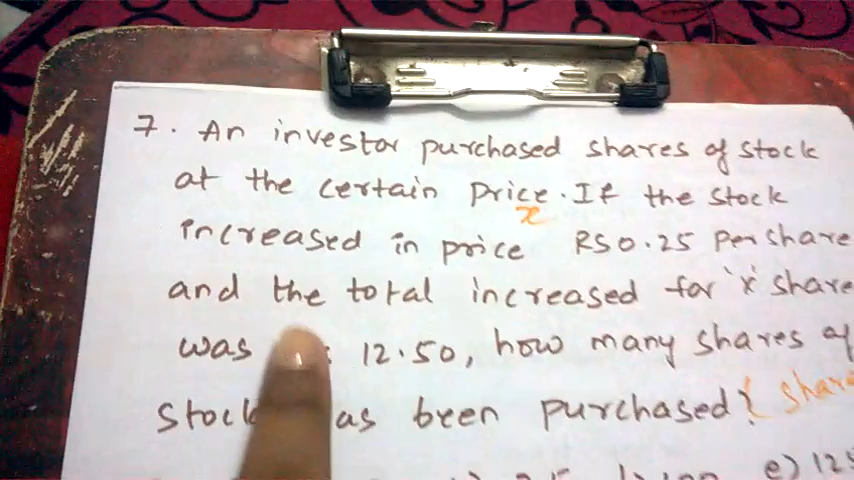 7. An investor purchased shares of stock
at the certain price. If the stock
x
increased in price RS 0.25 Per share
and the total increased for 'x' share
was 12.50, how many shares of
Stock as been purchased?